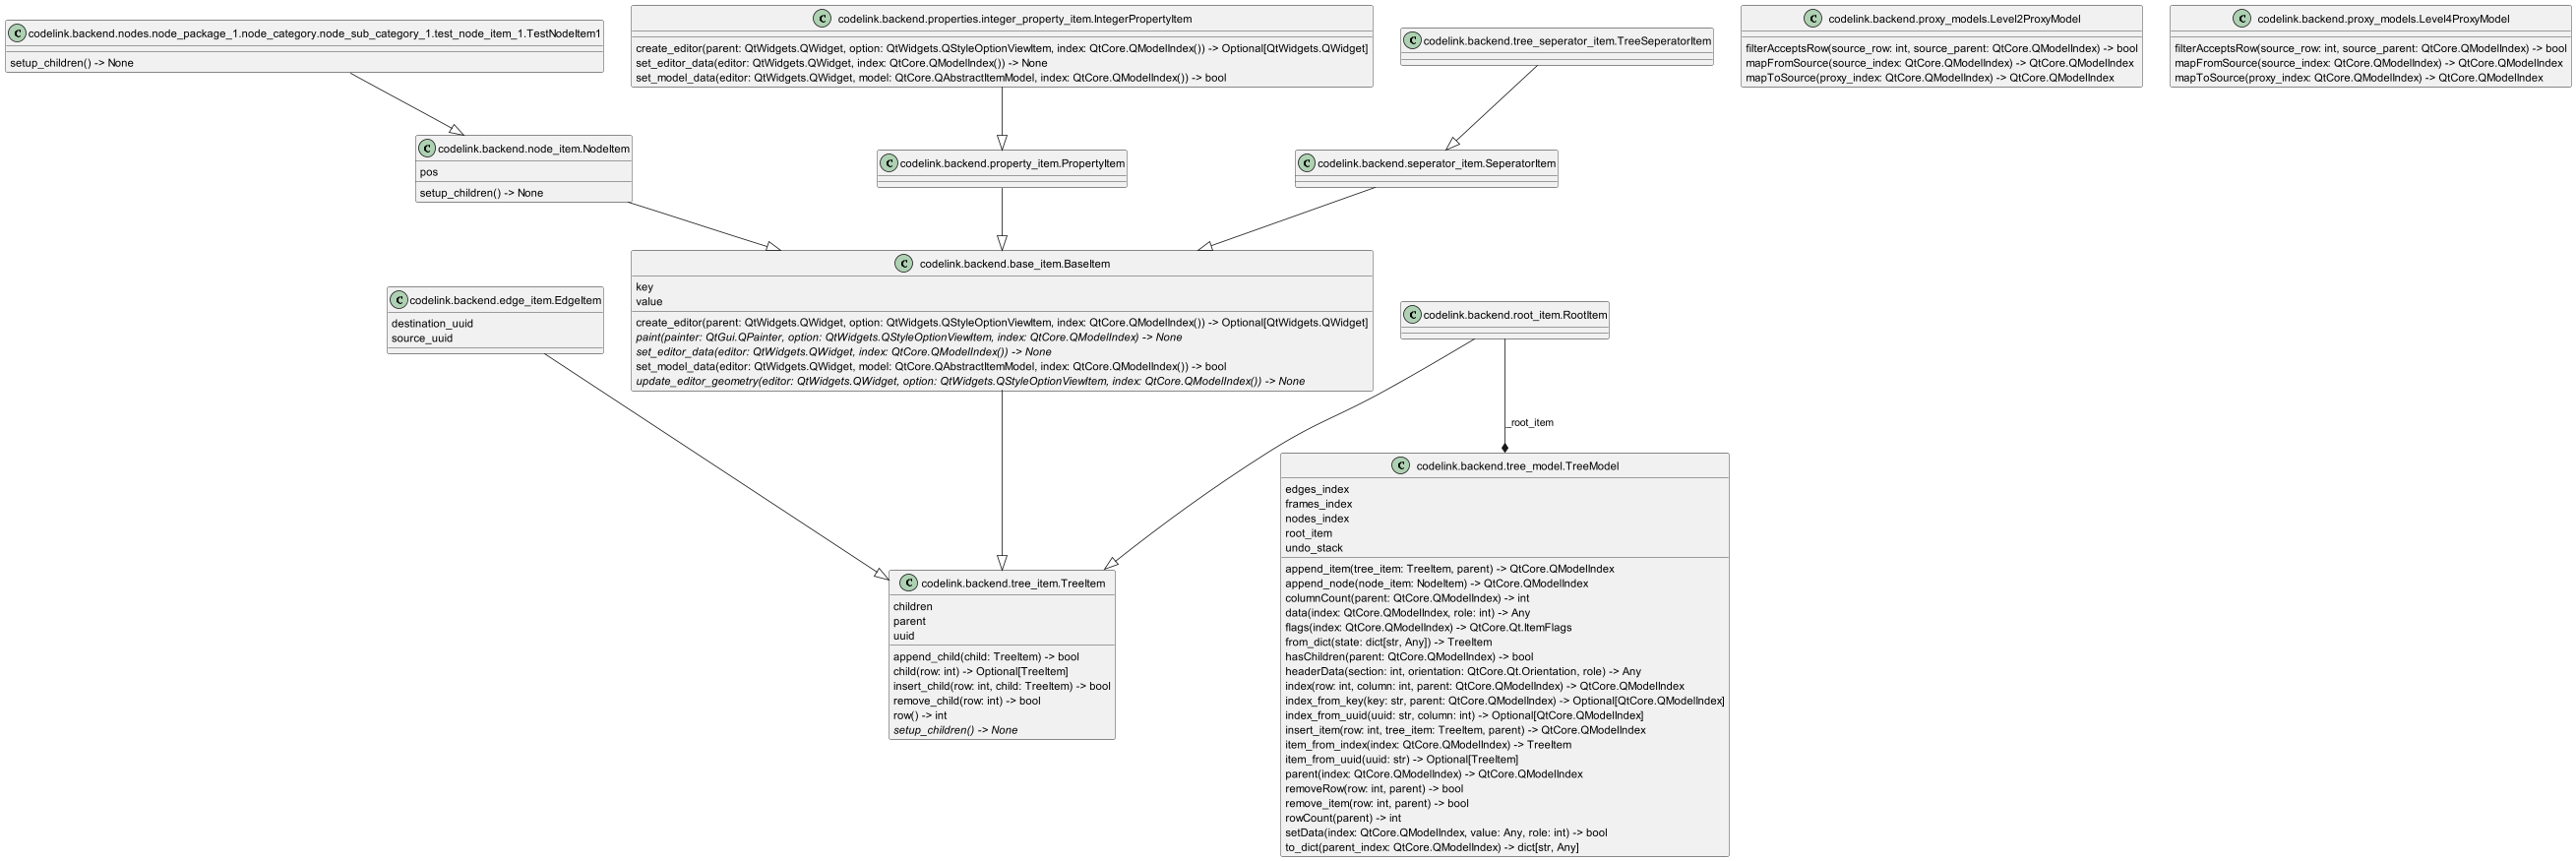 C codelink.backend.nodes.node_package_1.node_category.node_sub_category_1.test_node_item_1.TestNodeItem1
setup_children() -> None
C codelink.backend.properties.integer_property_item.IntegerPropertyItem
create_editor(parent: QtWidgets.QWidget, option: QtWidgets.QStyleOptionViewItem, index: QtCore.QModelIndex()) -> Optional[QtWidgets.QWidget]
set_editor_data(editor: QtWidgets.QWidget, index: QtCore.QModelIndex()) -> None
set_model_data(editor: QtWidgets.QWidget, model: QtCore.QAbstractItemModel, index: QtCore.QModelIndex()) -> bool
C codelink.backend.tree_seperator_item.TreeSeperatorItem
C codelink.backend.proxy_models.Level2ProxyModel
filterAcceptsRow(source_row: int, source_parent: QtCore.QModelIndex) -> bool
mapFromSource(source_index: QtCore.QModelIndex) -> QtCore.QModelIndex
mapToSource(proxy_index: QtCore.QModelIndex) -> QtCore.QModelIndex
C codelink.backend.proxy_models.Level4ProxyModel
filterAcceptsRow(source_row: int, source_parent: QtCore.QModelIndex) -> bool
mapFromSource(source_index: QtCore.QModelIndex) -> QtCore.QModelIndex
mapToSource(proxy_index: QtCore.QModelIndex) -> QtCore.QModelIndex
C codelink.backend.node_item.NodeItem
pos
setup_children() -> None
C codelink.backend.property_item.PropertyItem
C codelink.backend.seperator_item.SeperatorItem
C codelink.backend.edge_item.EdgeItem
destination_uuid
source_uuid
C codelink.backend.base_item.BaseItem
key
value
create_editor(parent: QtWidgets.QWidget, option: QtWidgets.QStyleOptionViewItem, index: QtCore.QModelIndex()) -> Optional[QtWidgets.QWidget]
paint(painter: QtGui.QPainter, option: QtWidgets.QStyleOptionViewItem, index: QtCore.QModelIndex) -> None
set_editor_data(editor: QtWidgets.QWidget, index: QtCore.QModelIndex()) -> None
set_model_data(editor: QtWidgets.QWidget, model: QtCore.QAbstractItemModel, index: QtCore.QModelIndex()) -> bool
update_editor_geometry(editor: QtWidgets.QWidget, option: QtWidgets.QStyleOptionViewItem, index: QtCore.QModelIndex()) -> None
C codelink.backend.root_item.RootItem
_root_item
C codelink.backend.tree_item.TreeItem
children
parent
uuid
append_child(child: TreeItem) -> bool
child(row: int) -> Optional[TreeItem]
insert_child(row: int, child: TreeItem) -> bool
remove_child(row: int) -> bool
row() -> int
setup_children() -> None
C codelink.backend.tree_model.TreeModel
edges_index
frames_index
nodes_index
root_item
undo_stack
append_item(tree_item: TreeItem, parent) -> QtCore.QModelIndex
append_node(node_item: NodeItem) -> QtCore.QModelIndex
columnCount(parent: QtCore.QModelIndex) -> int
data(index: QtCore.QModelIndex, role: int) -> Any
flags(index: QtCore.QModelIndex) -> QtCore.Qt.ItemFlags
from_dict(state: dict[str, Any]) -> TreeItem
hasChildren(parent: QtCore.QModelIndex) -> bool
headerData(section: int, orientation: QtCore.Qt.Orientation, role) -> Any
index(row: int, column: int, parent: QtCore.QModelIndex) -> QtCore.QModelIndex
index_from_key(key: str, parent: QtCore.QModelIndex) -> Optional[QtCore.QModelIndex]
index_from_uuid(uuid: str, column: int) -> Optional[QtCore.QModelIndex]
insert_item(row: int, tree_item: TreeItem, parent) -> QtCore.QModelIndex
item_from_index(index: QtCore.QModelIndex) -> TreeItem
item_from_uuid(uuid: str) -> Optional[TreeItem]
parent(index: QtCore.QModelIndex) -> QtCore.QModelIndex
removeRow(row: int, parent) -> bool
remove_item(row: int, parent) -> bool
rowCount(parent) -> int
setData(index: QtCore.QModelIndex, value: Any, role: int) -> bool
to_dict(parent_index: QtCore.QModelIndex) -> dict[str, Any]